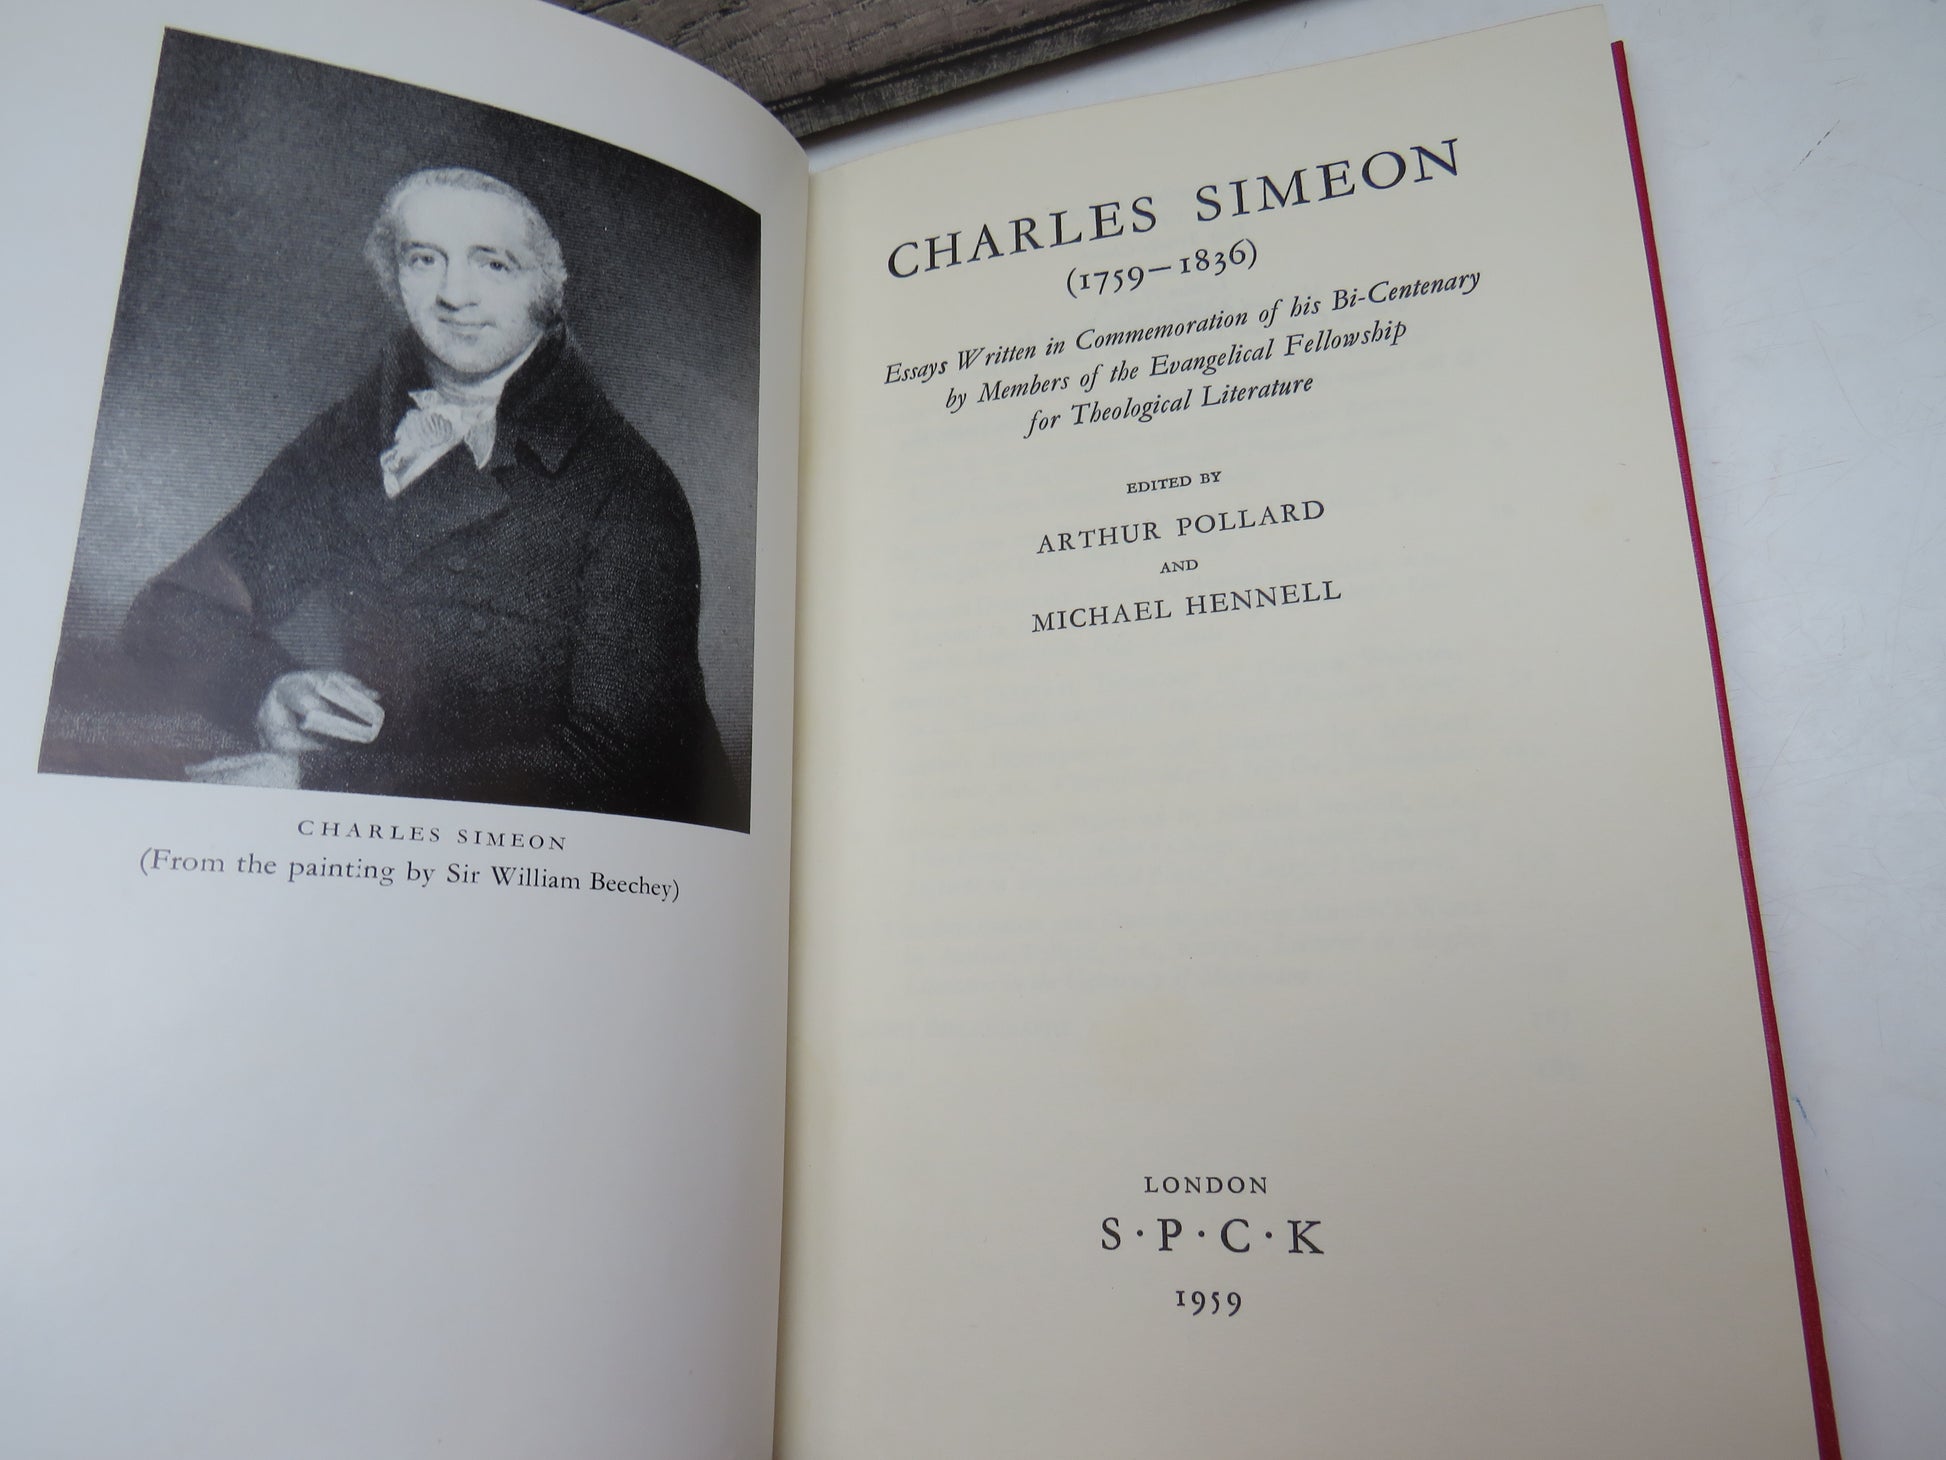 CHARLES SIMEON
(From the painting by Sir William Beechey)
CHARLES SIMEON
(1759–1836)
Essays Written in Commemoration of his Bi-Centenary
by Members of the Evangelical Fellowship
for Theological Literature
EDITED BY
ARTHUR POLLARD
AND
MICHAEL HENNELL
LONDON
S·P·C·K
1959